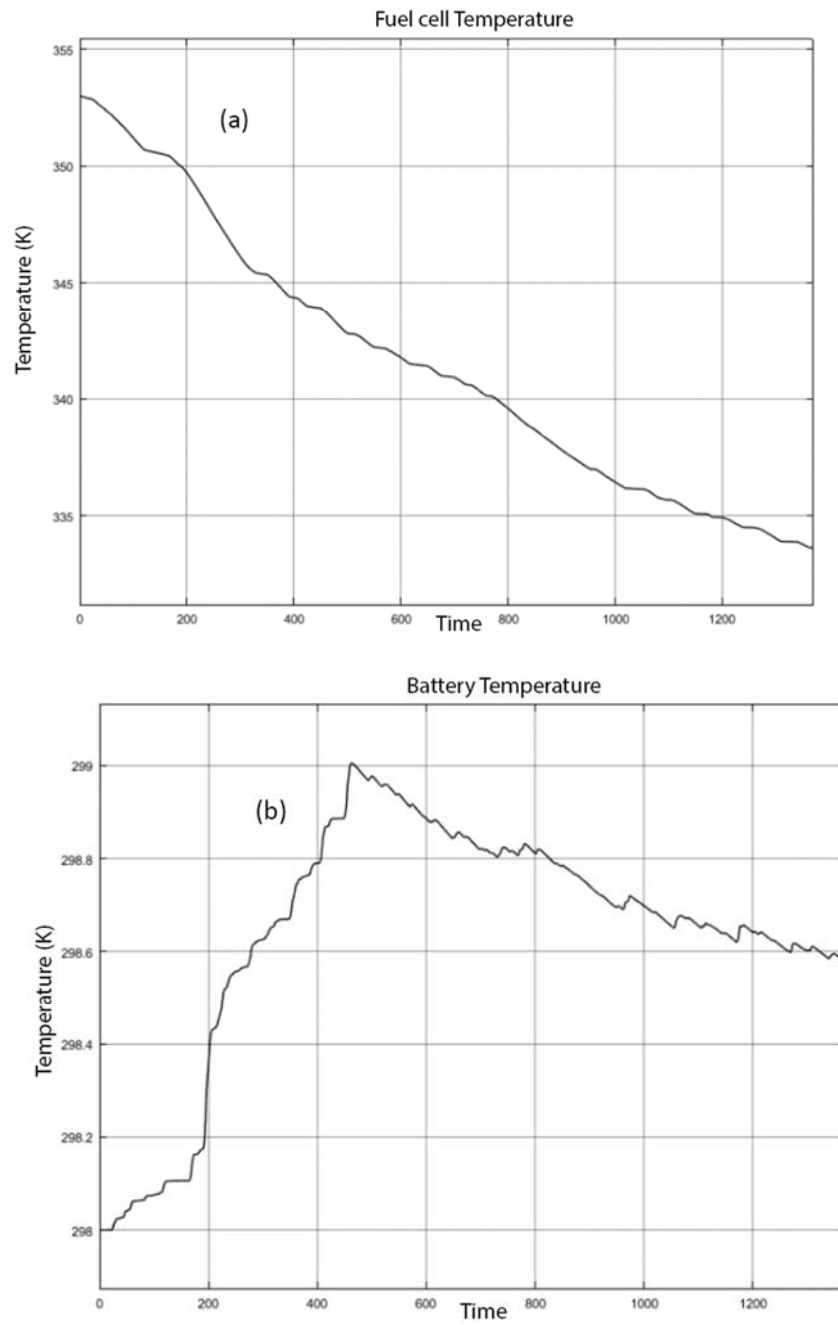 Fuel cell Temperature
355
(a)
350
345
Temperature (K)
340
335
0 200 400 600 800 1000 1200
Time
Battery Temperature
299
(b)
298.8
298.6
Temperature (K)
298.4
298.2
298
0 200 400 600 800 1000 1200
Time